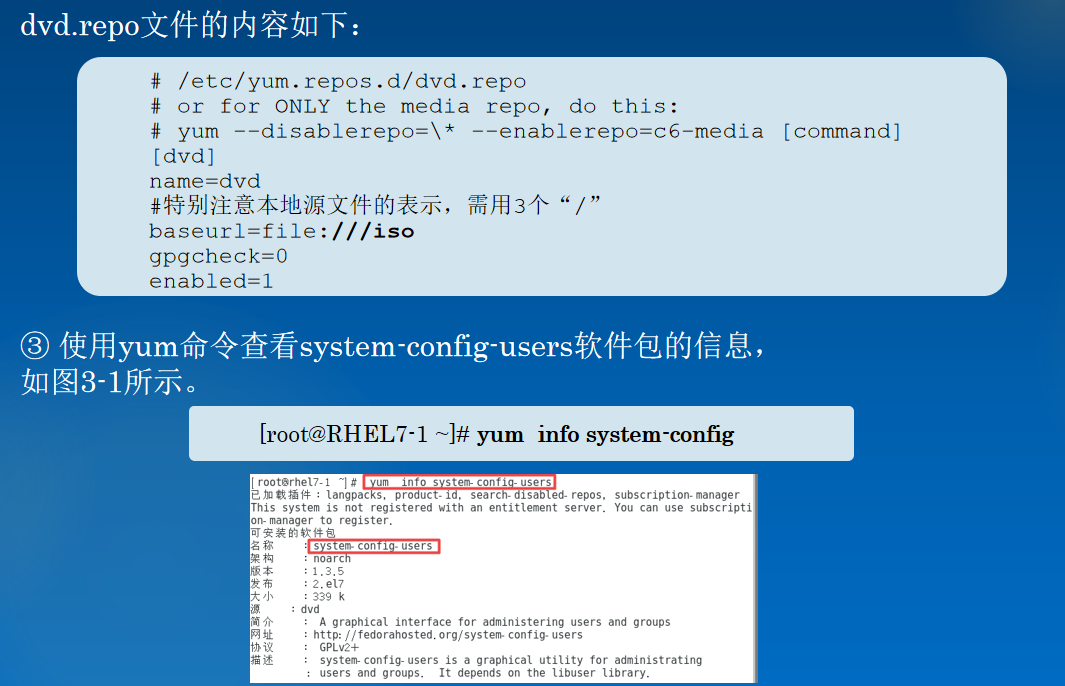 dvd.repo文件的内容如下：
# /etc/yum.repos.d/dvd.repo
# or for ONLY the media repo, do this:
# yum --disablerepo=\* --enablerepo=c6-media [command]
[dvd]
name=dvd
#特别注意本地源文件的表示，需用3个“/”
baseurl=file:///iso
gpgcheck=0
enabled=1
③ 使用yum命令查看system-config-users软件包的信息，
如图3-1所示。
[root@RHEL7-1 ~]# yum  info system-config
[root@rhel7-1 ~]# yum  info system-config-users
已加载插件：langpacks, product-id, search-disabled-repos, subscription-manager
This system is not registered with an entitlement server. You can use subscripti
on-manager to register.
可安装的软件包
名称    ：system-config-users
架构    ：noarch
版本    ：1.3.5
发布    ：2.el7
大小    ：339 k
源    ：dvd
简介    ： A graphical interface for administering users and groups
网址    ：http://fedorahosted.org/system-config-users
协议    ： GPLv2+
描述    ： system-config-users is a graphical utility for administrating
: users and groups.  It depends on the libuser library.